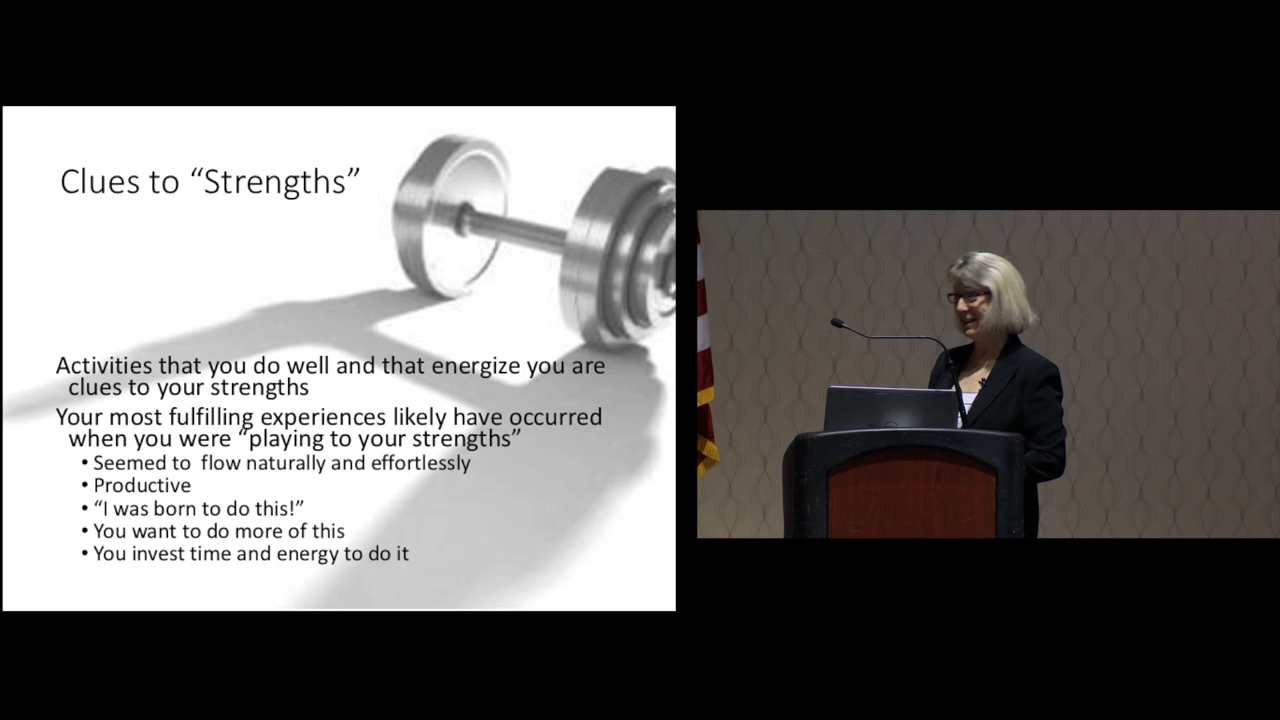 Clues to “Strengths”
Activities that you do well and that energize you are
clues to your strengths
Your most fulfilling experiences likely have occurred
when you were “playing to your strengths”
• Seemed to flow naturally and effortlessly
• Productive
• “I was born to do this!”
• You want to do more of this
• You invest time and energy to do it